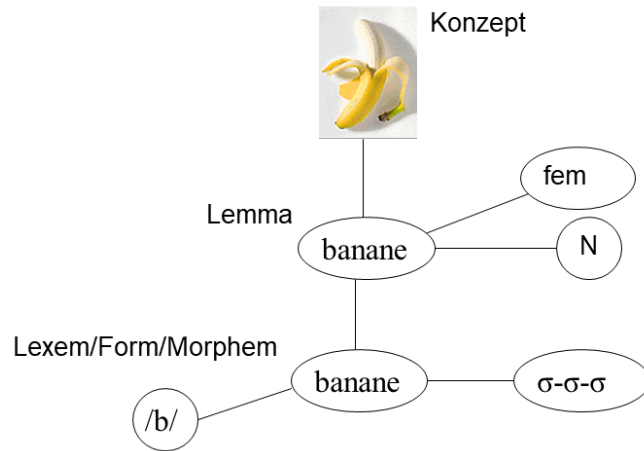 Konzept
fem
Lemma
banane
N
Lexem/Form/Morphem
banane
σ-σ-σ
/b/